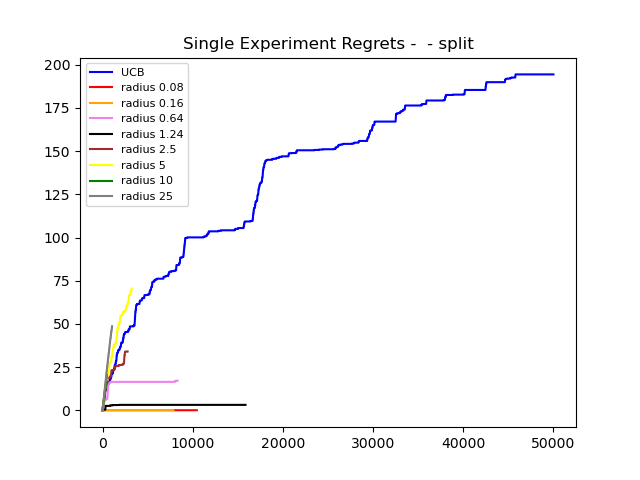 Single Experiment Regrets -  - split
200
175
150
125
100
75
50
25
0
UCB
radius 0.08
radius 0.16
radius 0.64
radius 1.24
radius 2.5
radius 5
radius 10
radius 25
0 10000 20000 30000 40000 50000